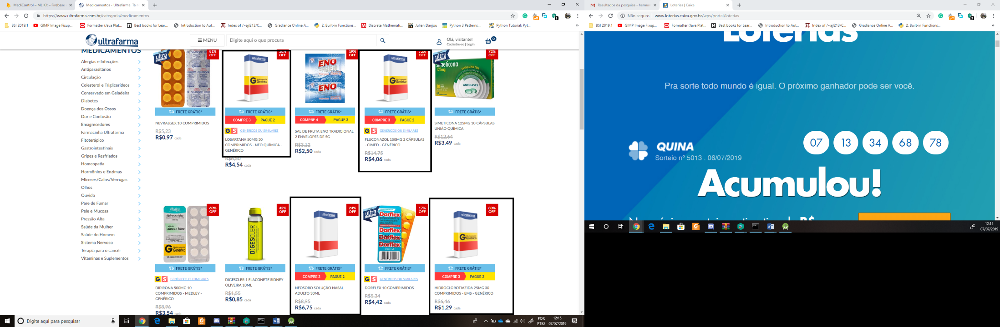 MediControl – ML Kit – Firebase
Medicamentos - Ultrafarma. Tá n
https://www.ultrafarma.com.br/categoria/medicamentos
BSI 2019.1
GIMP Image Fixup...
Formatter (Java Plat...
Best books for Lear...
Introduction to Aut...
Index of /~ajl213/C...
Gradiance Online A...
2. Built-in Functions...
Discrete Mathemati...
Julien Danjou
Python 3 Patterns,...
Python Tutorial: Pyt...
ultrafarma
MENU
Digite aqui o que procura
Olá, visitante!
Cadastre-se | Login
0
MEDICAMENTOS
Alergias e Infecções
Antiparasitários
Circulação
Colesterol e Triglicerídeos
Conservado em Geladeira
Diabetes
Doença dos Ossos
Dor e Contusão
Emagrecedores
Farmacinha Ultrafarma
Fitoterápico
Gastrointestinais
Gripes e Resfriados
Homeopatia
Hormônios e Enzimas
Micoses/Calos/Verrugas
Olhos
Ouvido
Pare de Fumar
Pele e Mucosa
Pressão Alta
Saúde da Mulher
Saúde do Homem
Sistema Nervoso
Terapia para o cancêr
Vitaminas e Suplementos
ultra
81%
OFF
FRETE GRÁTIS*
NEVRALGEX 10 COMPRIMIDOS
R$5,23
R$0,97 cada
OFF
ultrafarma
G Medicamento
Genérico
FRETE GRÁTIS*
COMPRE 3 PAGUE 2
G S GENÉRICOS OU SIMILARES
LOSARTANA 50MG 30
COMPRIMIDOS - NEO QUÍMICA -
GENÉRICO
R$6,50
R$4,54 cada
19%
OFF
ENO
ENO
FRETE GRÁTIS*
COMPRE 4 PAGUE 3
SAL DE FRUTA ENO TRADICIONAL
2 ENVELOPES DE 5G
R$3,12
R$2,50 cada
72%
OFF
ultrafarma
G Medicamento
Genérico
FRETE GRÁTIS*
COMPRE 3 PAGUE 2
G S GENÉRICOS OU SIMILARES
FLUCONAZOL 150MG 2 CÁPSULAS
- CIMED - GENÉRICO
R$14,75
R$4,06 cada
ultra
72%
OFF
simeticona
125mg
ANTIGASES
10
FRETE GRÁTIS*
SIMETICONA 125MG 10 CÁPSULAS
UNIÃO QUÍMICA
R$12,64
R$3,49 cada
60%
OFF
Medley
dipirona sódica
dores e febre
G Medicamento
Genérico
FRETE GRÁTIS*
G S GENÉRICOS OU SIMILARES
DIPIRONA 500MG 10
COMPRIMIDOS - MEDLEY -
GENÉRICO
R$8,96
R$3,54 cada
45%
OFF
DIGESCLER
FRETE GRÁTIS*
DIGESCLER 1 FLACONETE SIDNEY
OLIVEIRA 10ML
R$1,55
R$0,85 cada
24%
OFF
ultrafarma
FRETE GRÁTIS*
COMPRE 3 PAGUE 2
NEOSORO SOLUÇÃO NASAL
ADULTO 30ML
R$8,95
R$6,75 cada
ultra
17%
OFF
Dorflex
Dorflex
Dorflex
Dorflex
FRETE GRÁTIS*
G S GENÉRICOS OU SIMILARES
DORFLEX 10 COMPRIMIDOS
R$5,34
R$4,42 cada
80%
OFF
ultrafarma
G Medicamento
Genérico
FRETE GRÁTIS*
COMPRE 3 PAGUE 2
HIDROCLOROTIAZIDA 25MG 30
COMPRIMIDOS - EMS - GENÉRICO
R$6,46
R$1,29 cada
Digite aqui para pesquisar
POR
PTB2
12:15
07/07/2019
Resultados da pesquisa - herma
Loterias | Caixa
Não seguro | www.loterias.caixa.gov.br/wps/portal/loterias
BSI 2019.1
GIMP Image Fixup...
Formatter (Java Plat...
Best books for Lear...
Introduction to Aut...
Index of /~ajl213/C...
Gradiance Online A...
2. Built-in Functions...
Loterias
Pra sorte todo mundo é igual. O próximo ganhador pode ser você.
QUINA
Sorteio nº 5013 . 06/07/2019
07 13 34 68 78
Acumulou!
12:15
07/07/2019